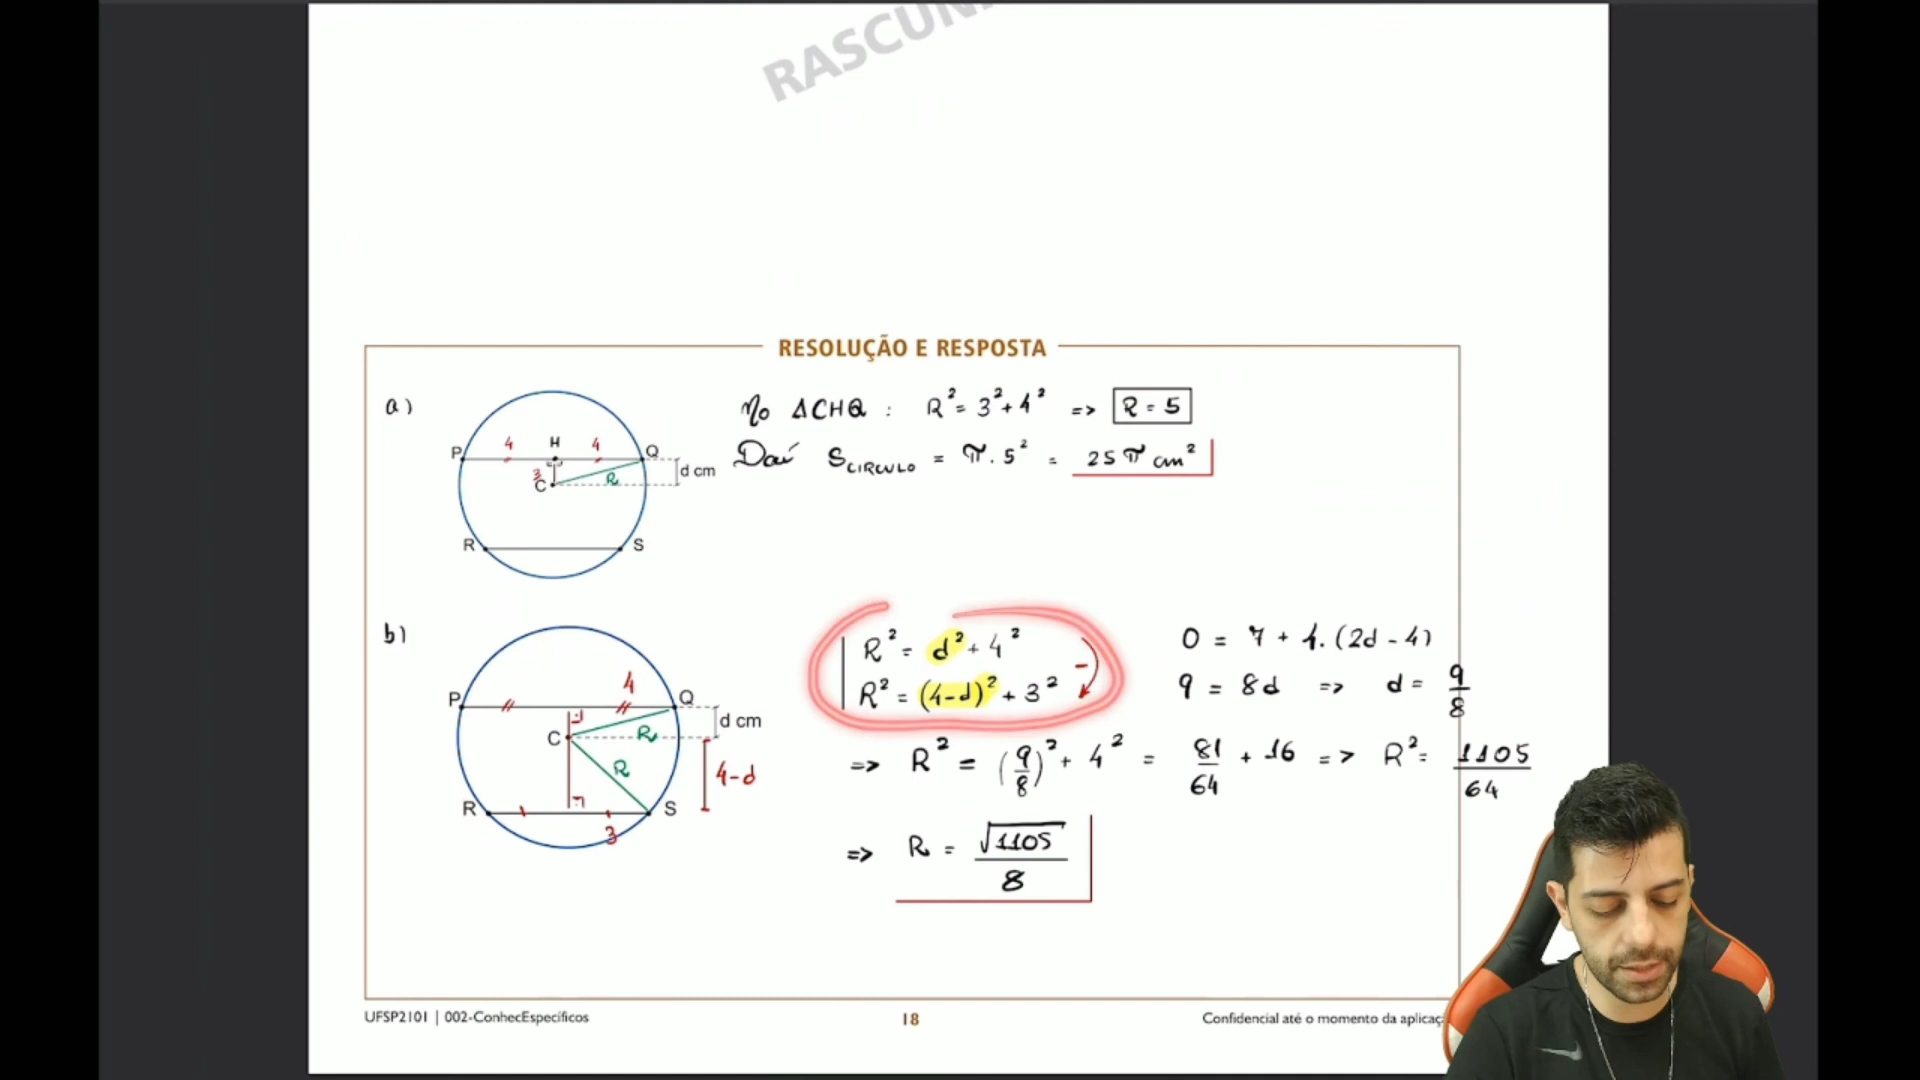 RASCUN
RESOLUÇÃO E RESPOSTA
a)
P 4 H 4 Q
3 C R d cm
R S
No ΔCHQ : R² = 3² + 4² => R = 5
Daí S CIRCULO = π . 5² = 25 π cm²
b)
P 4 Q
C R d cm
R 4-d
R 3 S
R² = d² + 4²
R² = (4-d)² + 3²
-
0 = 7 + 4. (2d - 4)
9 = 8d => d = 9/8
=> R² = (9/8)² + 4² = 81/64 + 16 => R² = 1105/64
=> R = √1105/8
UFSP2101 | 002-ConhecEspecíficos 18 Confidencial até o momento da aplicaç